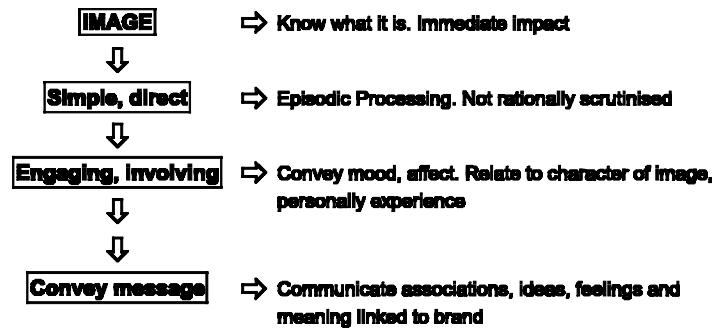 IMAGE
Know what it is. Immediate impact
Simple, direct
Episodic Processing. Not rationally scrutinised
Engaging, involving
Convey mood, affect. Relate to character of image,
personally experience
Convey message
Communicate associations, ideas, feelings and
meaning linked to brand